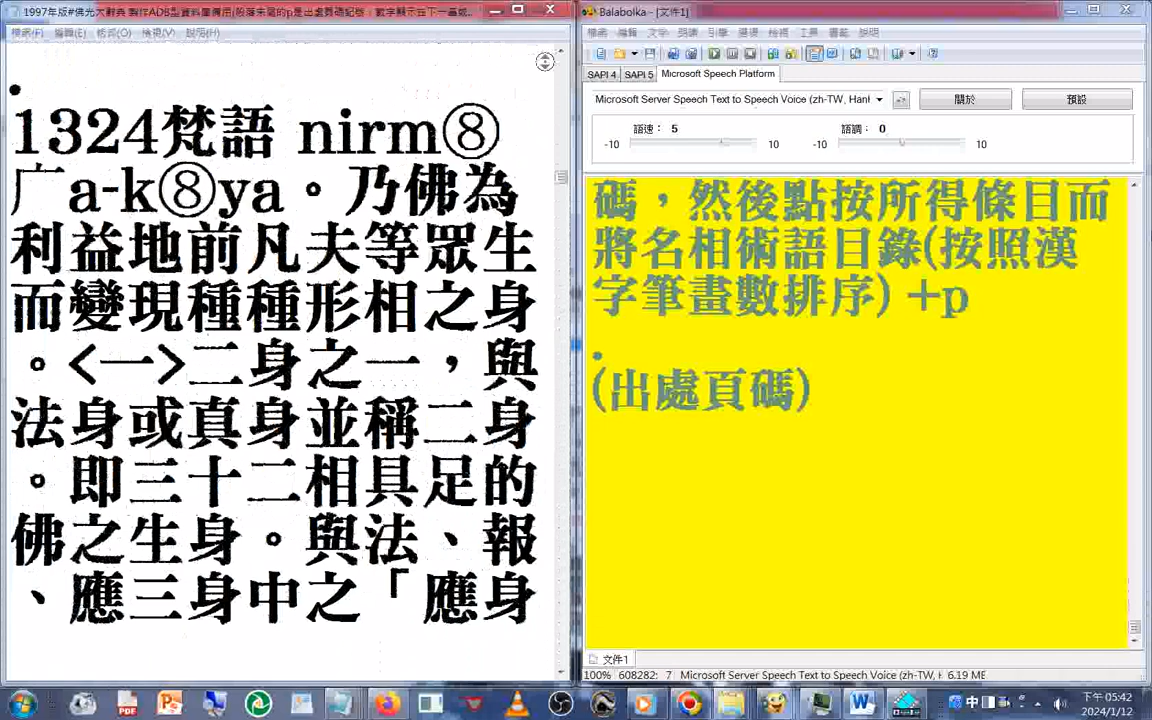 Balabolka - [文件1]
SAPI 4 SAPI 5 Microsoft Speech Platform
Microsoft Server Speech Text to Speech Voice (zh-TW, Hanl
關於
預設
語速： 5
語調： 0
-10 10 -10 10
.
1324梵語 nirm⑧
广a-k⑧ya。乃佛為
利益地前凡夫等眾生
而變現種種形相之身
。<一>二身之一，與
法身或真身並稱二身
。即三十二相具足的
佛之生身。與法、報
、應三身中之「應身
碼，然後點按所得條目而
將名相術語目錄(按照漢
字筆畫數排序) +p
.
(出處頁碼)
文件1
100% 608282: 7 Microsoft Server Speech Text to Speech Voice (zh-TW, H 6.19 ME
中
下午 05:42
2024/1/12